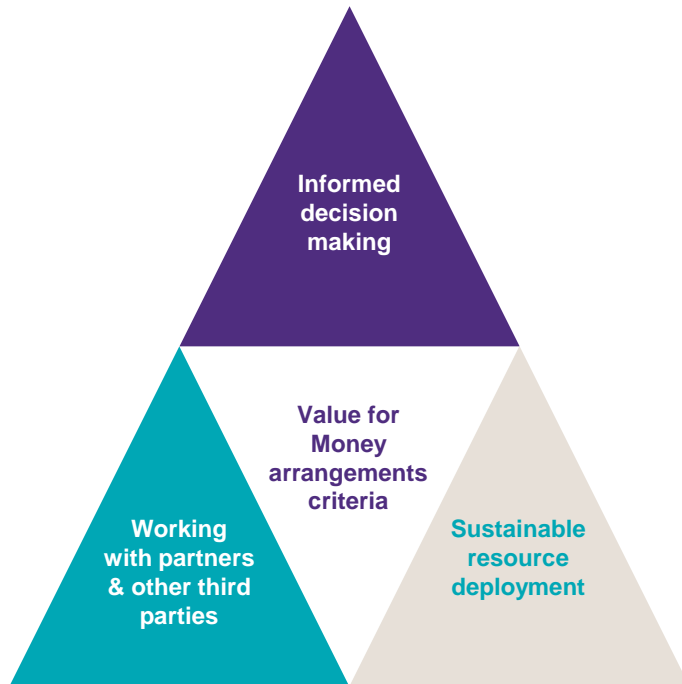 Informed
decision
making
Value for
Money
arrangements
criteria
Working
with partners
& other third
parties
Sustainable
resource
deployment